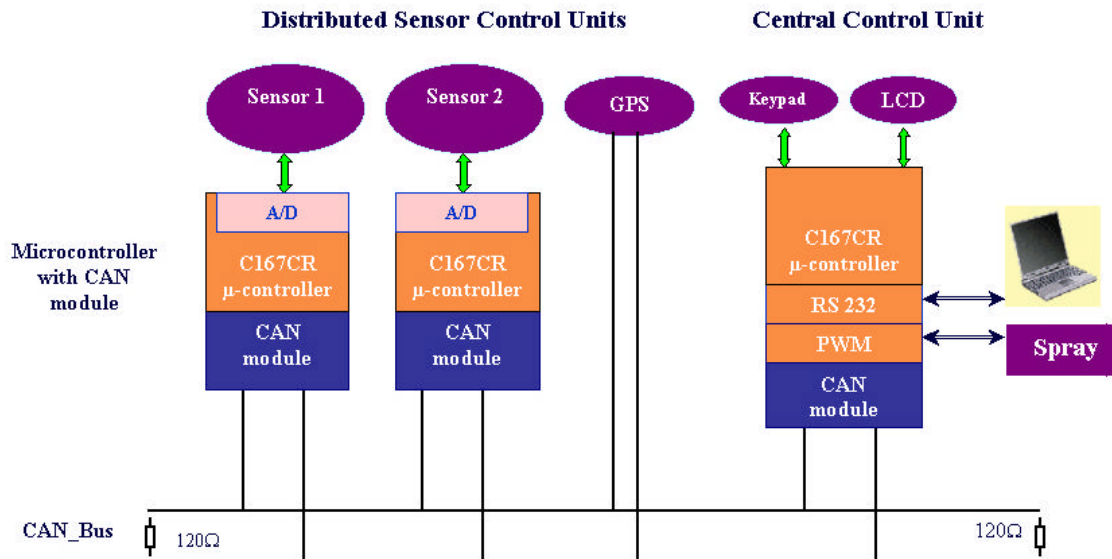 Distributed Sensor Control Units
Central Control Unit
Sensor 1
Sensor 2
GPS
Keypad
LCD
A/D
A/D
Microcontroller
with CAN
module
C167CR
μ-controller
C167CR
μ-controller
C167CR
μ-controller
RS 232
PWM
Spray
CAN
module
CAN
module
CAN
module
CAN_Bus
120Ω
120Ω